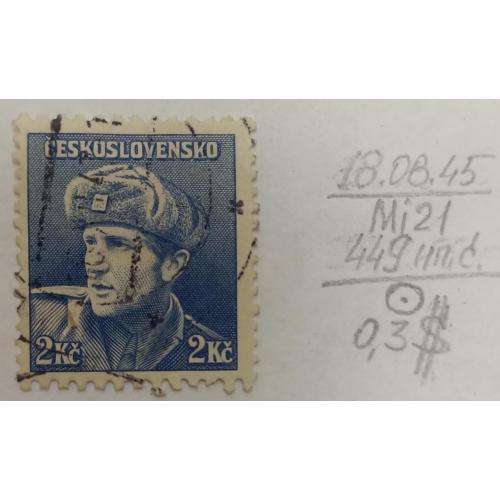 ČESKOSLOVENSKO
2Kč 2Kč
18.08.45
Mi21
449 шт.с.
0,3$